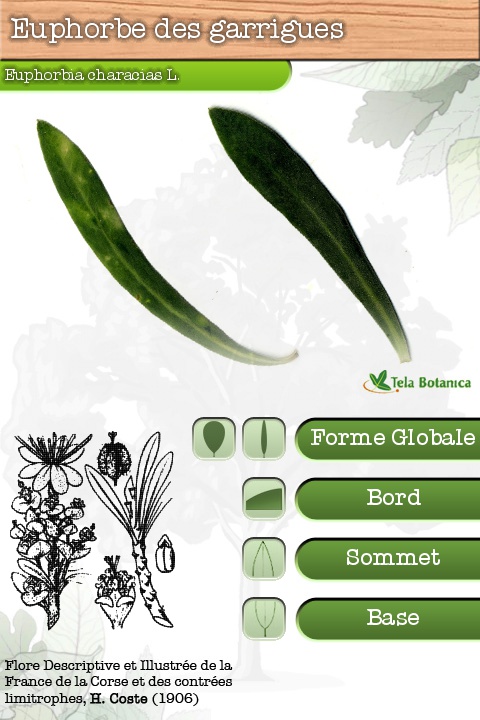 Euphorbe des garrigues
Euphorbia characias L.
Tela Botanica
Forme Globale
Bord
Sommet
Base
Flore Descriptive et Illustrée de la
France de la Corse et des contrées
limitrophes, H. Coste (1906)